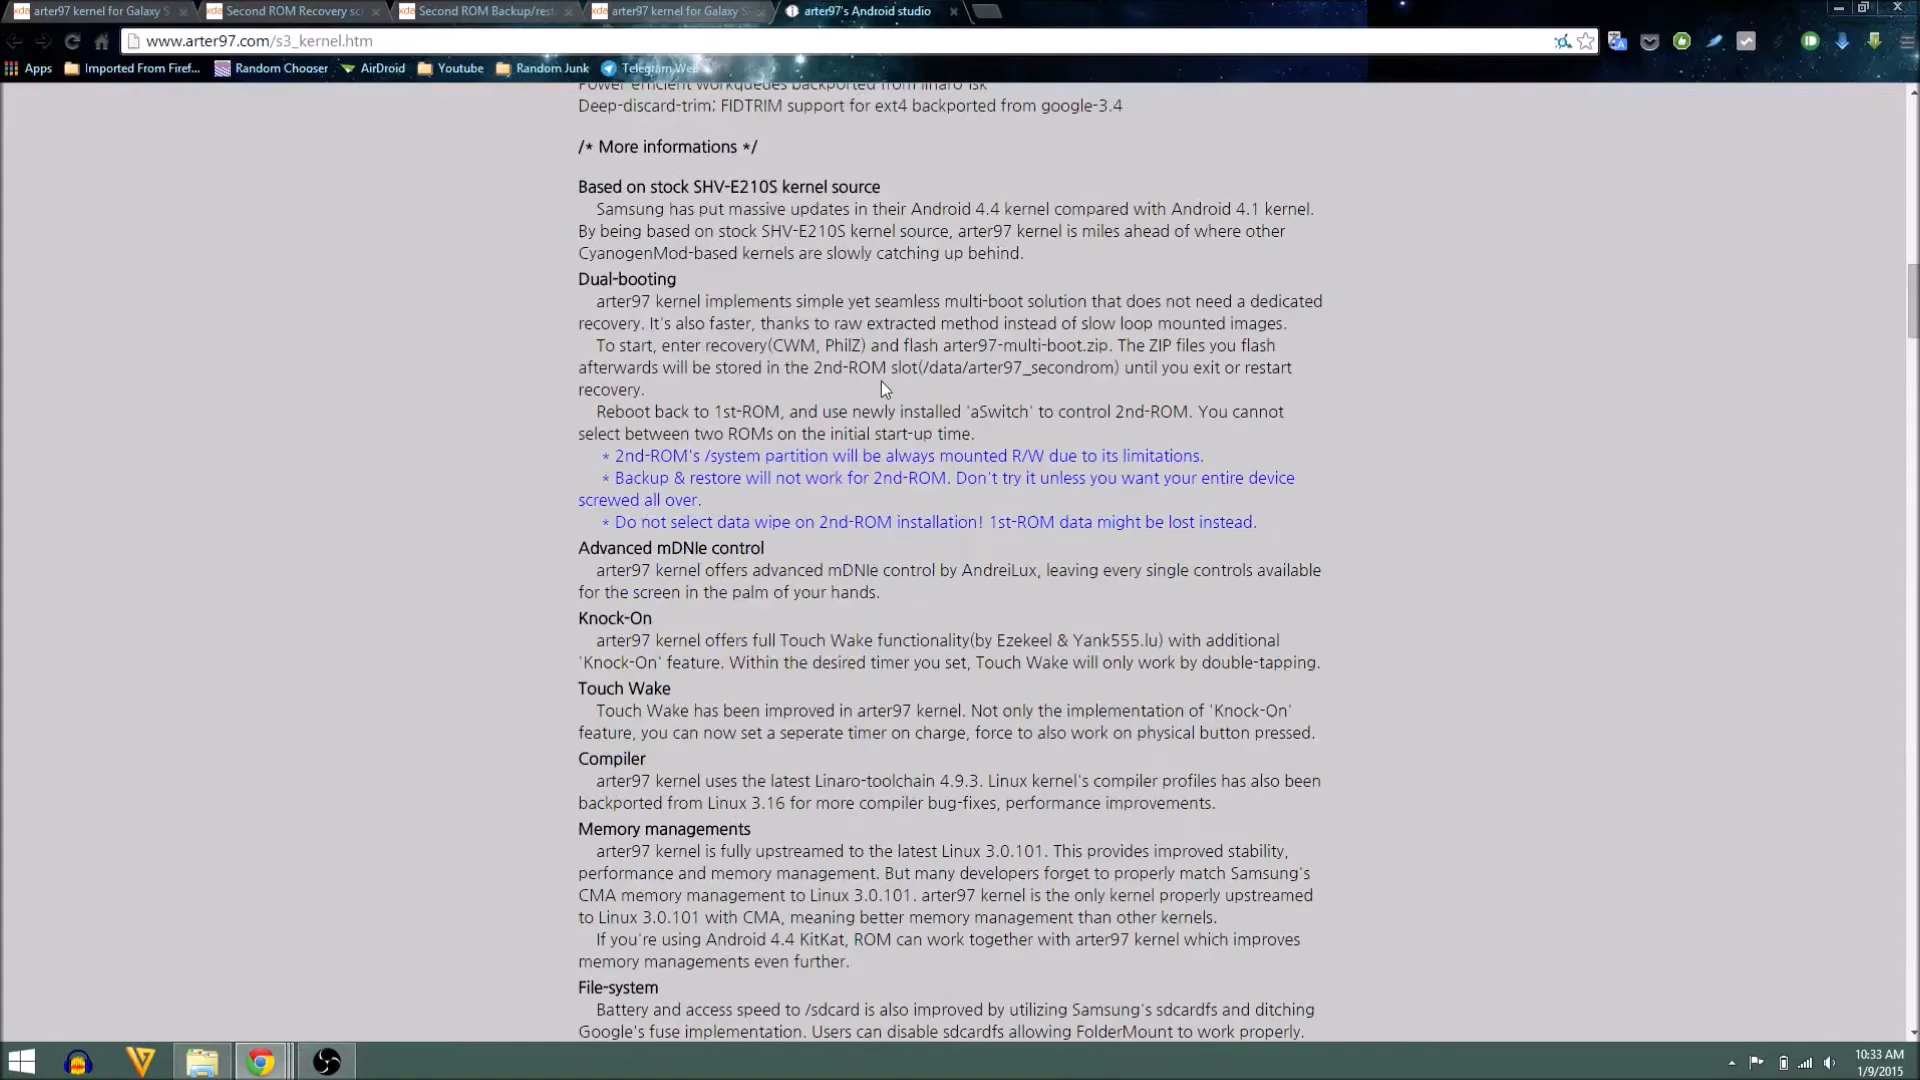 arter97 kernel for Galaxy S
Second ROM Recovery sc
Second ROM Backup/rest
arter97 kernel for Galaxy S
arter97's Android studio
www.arter97.com/s3_kernel.htm
Apps
Imported From Firef...
Random Chooser
AirDroid
Youtube
Random Junk
Telegram Web
Power efficient workqueues backported from linaro lsk
Deep-discard-trim; FIDTRIM support for ext4 backported from google-3.4
/* More informations */
Based on stock SHV-E210S kernel source
Samsung has put massive updates in their Android 4.4 kernel compared with Android 4.1 kernel.
By being based on stock SHV-E210S kernel source, arter97 kernel is miles ahead of where other
CyanogenMod-based kernels are slowly catching up behind.
Dual-booting
arter97 kernel implements simple yet seamless multi-boot solution that does not need a dedicated
recovery. It's also faster, thanks to raw extracted method instead of slow loop mounted images.
To start, enter recovery(CWM, PhilZ) and flash arter97-multi-boot.zip. The ZIP files you flash
afterwards will be stored in the 2nd-ROM slot(/data/arter97_secondrom) until you exit or restart
recovery.
Reboot back to 1st-ROM, and use newly installed 'aSwitch' to control 2nd-ROM. You cannot
select between two ROMs on the initial start-up time.
* 2nd-ROM's /system partition will be always mounted R/W due to its limitations.
* Backup & restore will not work for 2nd-ROM. Don't try it unless you want your entire device
screwed all over.
* Do not select data wipe on 2nd-ROM installation! 1st-ROM data might be lost instead.
Advanced mDNIe control
arter97 kernel offers advanced mDNIe control by AndreiLux, leaving every single controls available
for the screen in the palm of your hands.
Knock-On
arter97 kernel offers full Touch Wake functionality(by Ezekeel & Yank555.lu) with additional
'Knock-On' feature. Within the desired timer you set, Touch Wake will only work by double-tapping.
Touch Wake
Touch Wake has been improved in arter97 kernel. Not only the implementation of 'Knock-On'
feature, you can now set a seperate timer on charge, force to also work on physical button pressed.
Compiler
arter97 kernel uses the latest Linaro-toolchain 4.9.3. Linux kernel's compiler profiles has also been
backported from Linux 3.16 for more compiler bug-fixes, performance improvements.
Memory managements
arter97 kernel is fully upstreamed to the latest Linux 3.0.101. This provides improved stability,
performance and memory management. But many developers forget to properly match Samsung's
CMA memory management to Linux 3.0.101. arter97 kernel is the only kernel properly upstreamed
to Linux 3.0.101 with CMA, meaning better memory management than other kernels.
If you're using Android 4.4 KitKat, ROM can work together with arter97 kernel which improves
memory managements even further.
File-system
Battery and access speed to /sdcard is also improved by utilizing Samsung's sdcardfs and ditching
Google's fuse implementation. Users can disable sdcardfs allowing FolderMount to work properly.
10:33 AM
1/9/2015